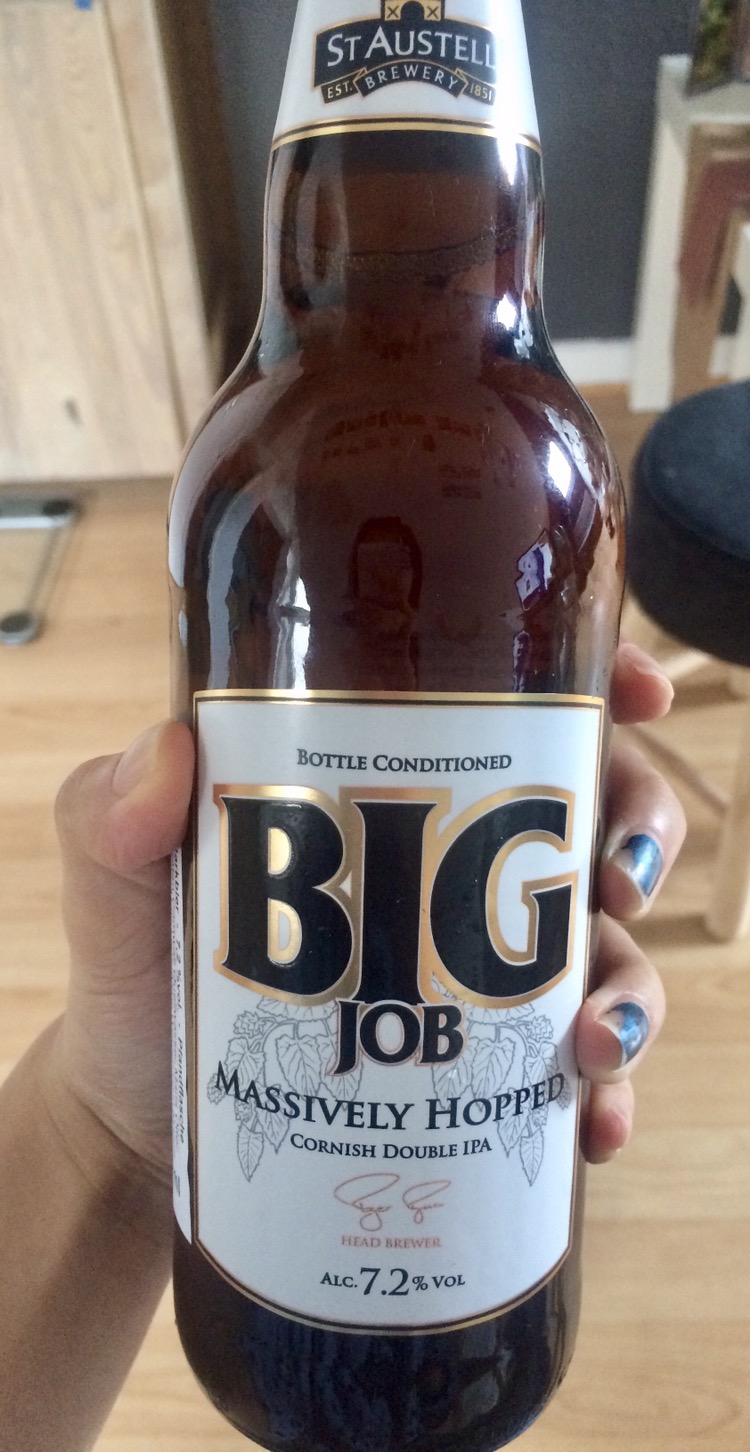 ST AUSTELL
EST. BREWERY 1851
BOTTLE CONDITIONED
BIG
JOB
MASSIVELY HOPPED
CORNISH DOUBLE IPA
HEAD BREWER
ALC. 7.2% VOL